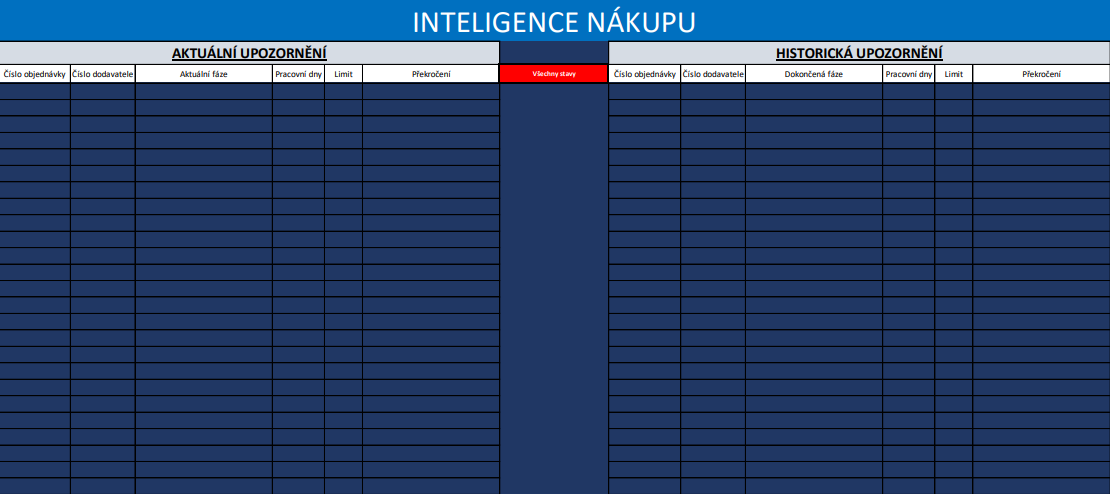 INTELIGENCE NÁKUPU
AKTUÁLNÍ UPOZORNĚNÍ HISTORICKÁ UPOZORNĚNÍ
Číslo objednávky Číslo dodavatele Aktuální fáze Pracovní dny Limit Překročení Všechny stavy Číslo objednávky Číslo dodavatele Dokončená fáze Pracovní dny Limit Překročení